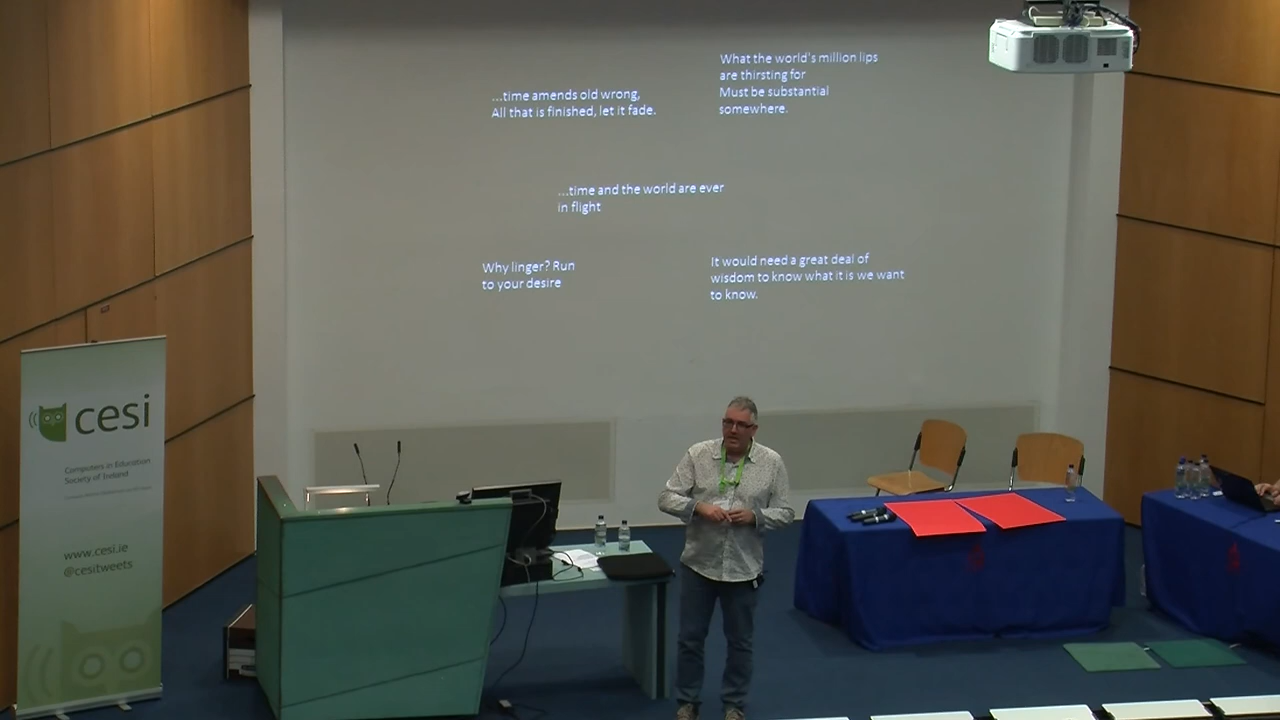 What the world's million lips
are thirsting for
Must be substantial
somewhere.
...time amends old wrong,
All that is finished, let it fade.
...time and the world are ever
in flight
Why linger? Run
to your desire
It would need a great deal of
wisdom to know what it is we want
to know.
cesi
Computers in Education
Society of Ireland
www.cesi.ie
@cesitweets